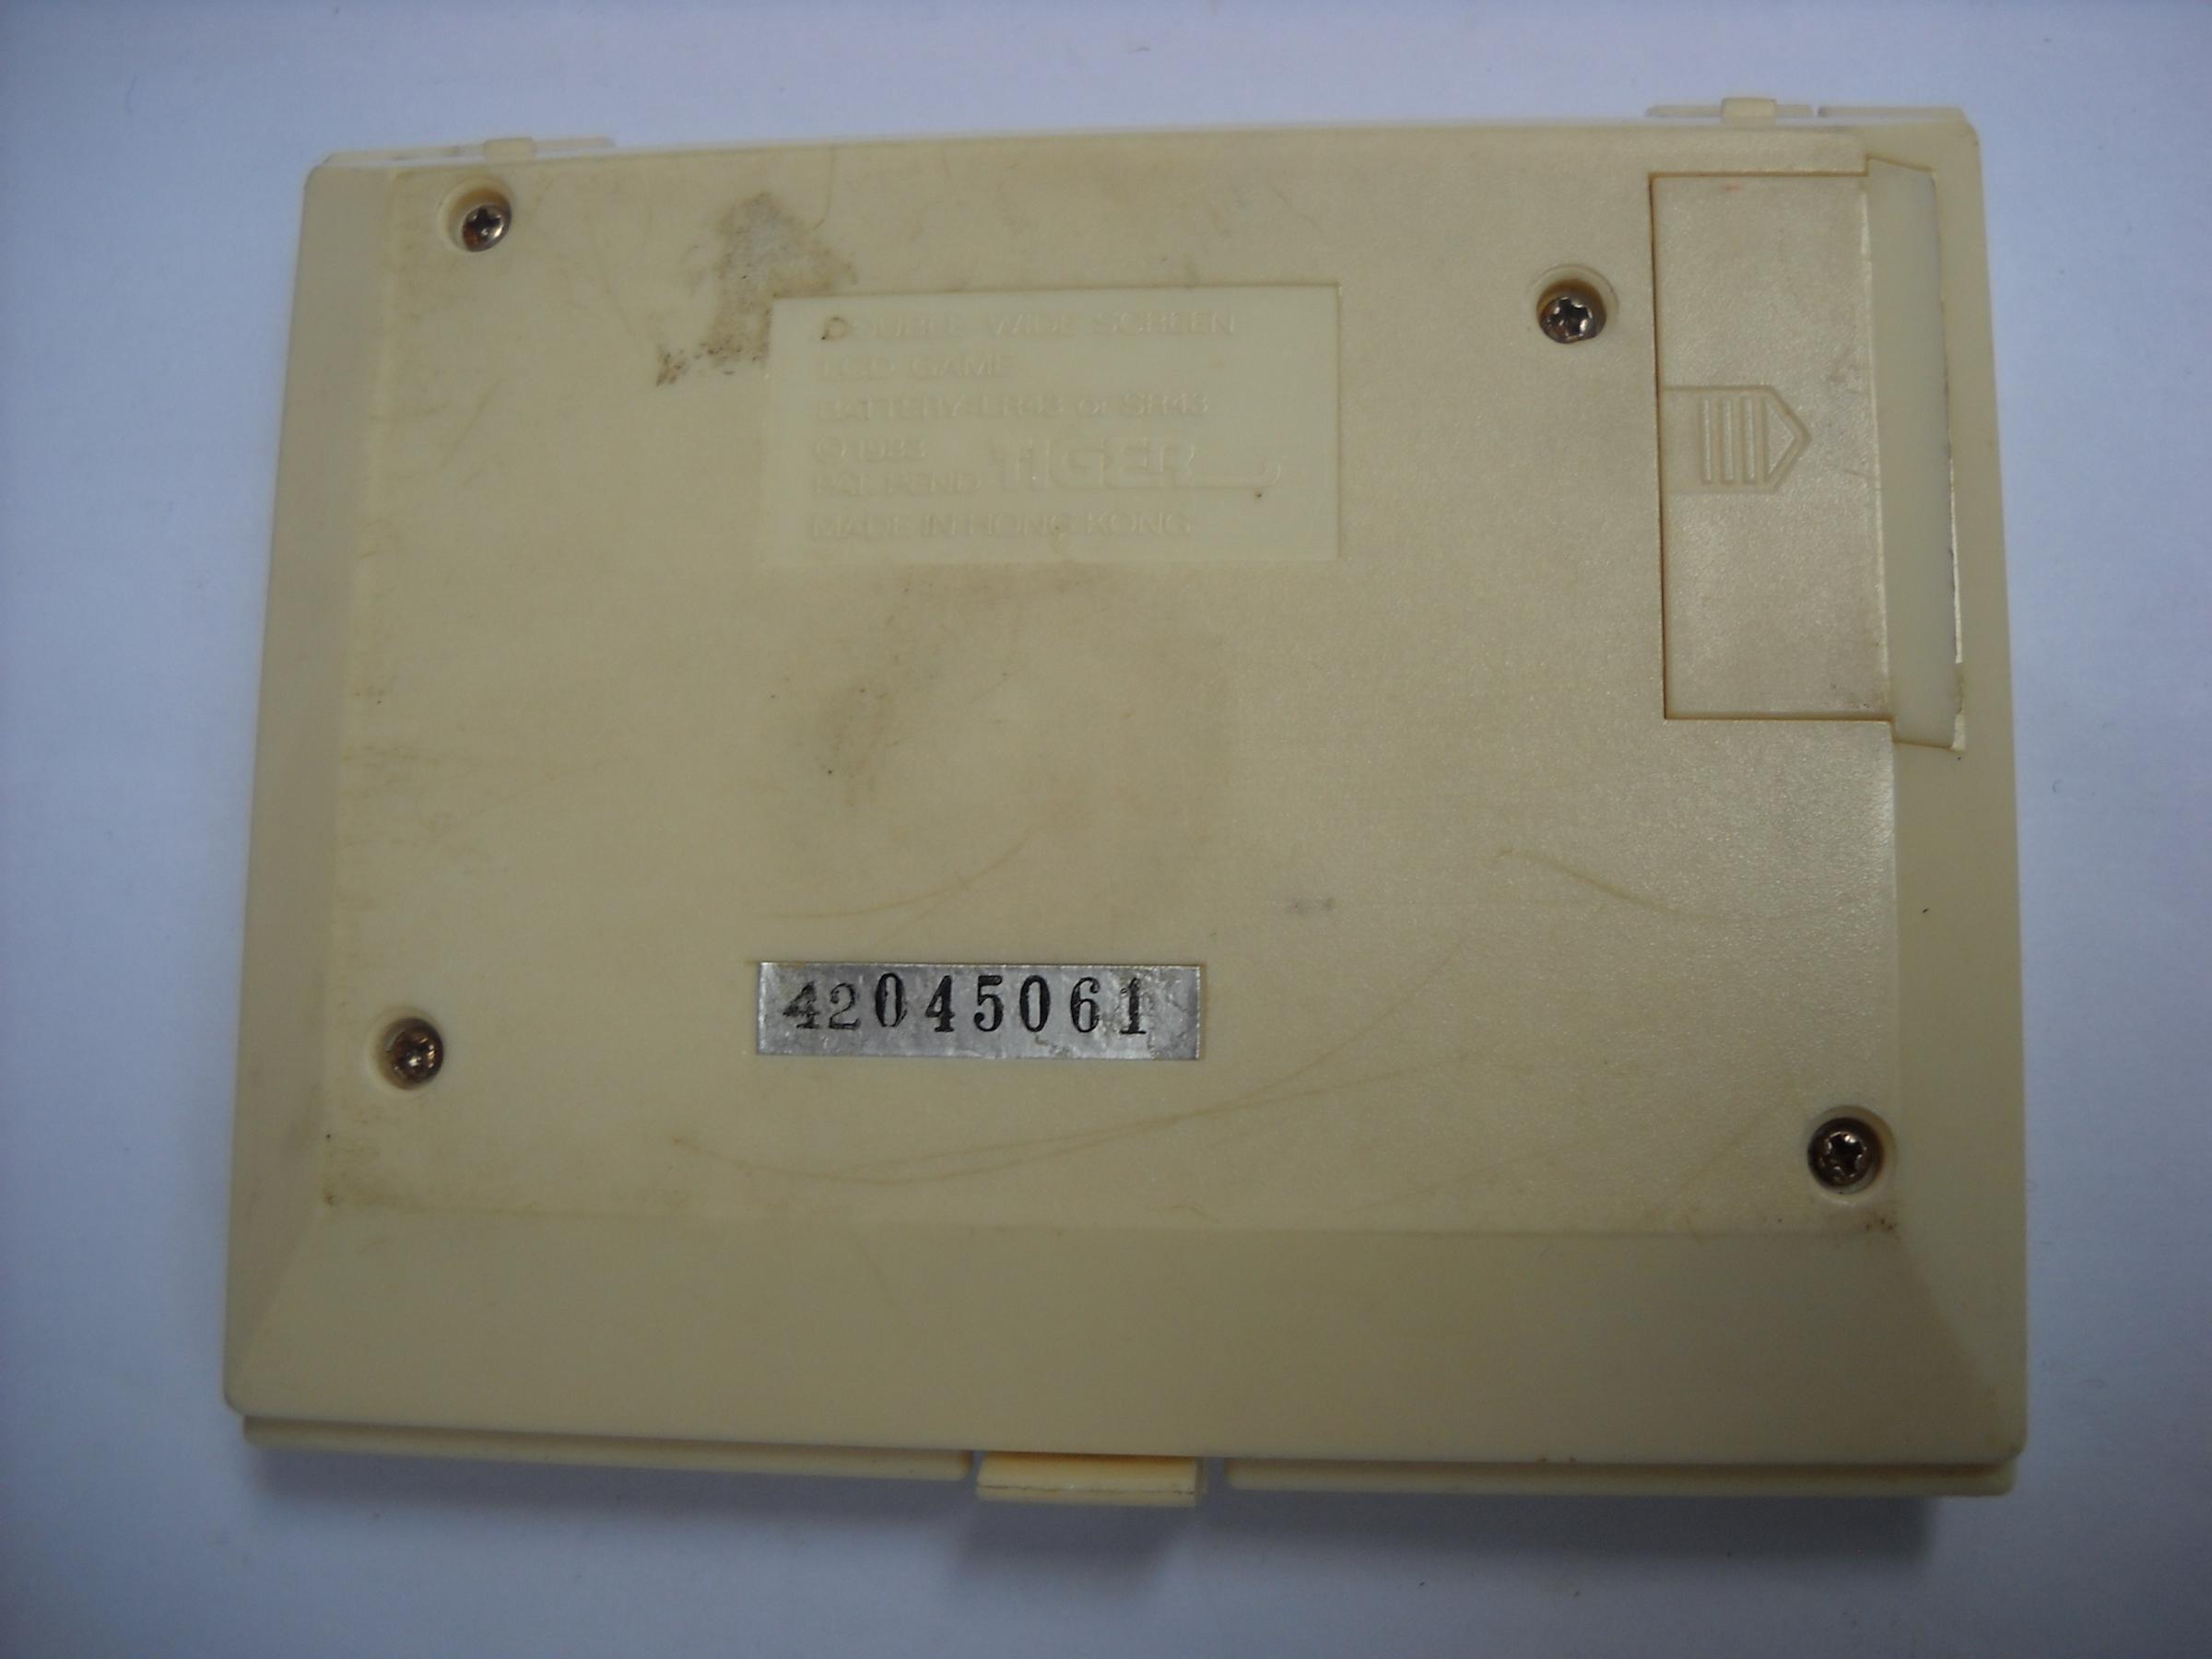 DOUBLE WIDE SCREEN
LCD GAME
BATTERY-LR43 or SR43
© 1983
PAT. PEND TIGER
MADE IN HONG KONG
42045061